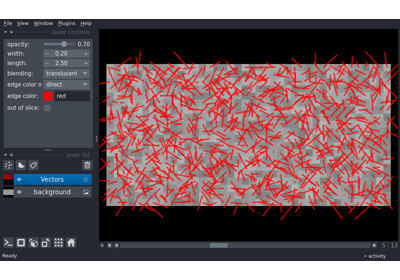 File View Window Plugins Help
layer controls
opacity: 0.70
width: 0.20
length: 2.50
blending: translucent
edge color m direct
edge color: red
out of slice:
layer list
Vectors
background
0 5 13
Ready activity